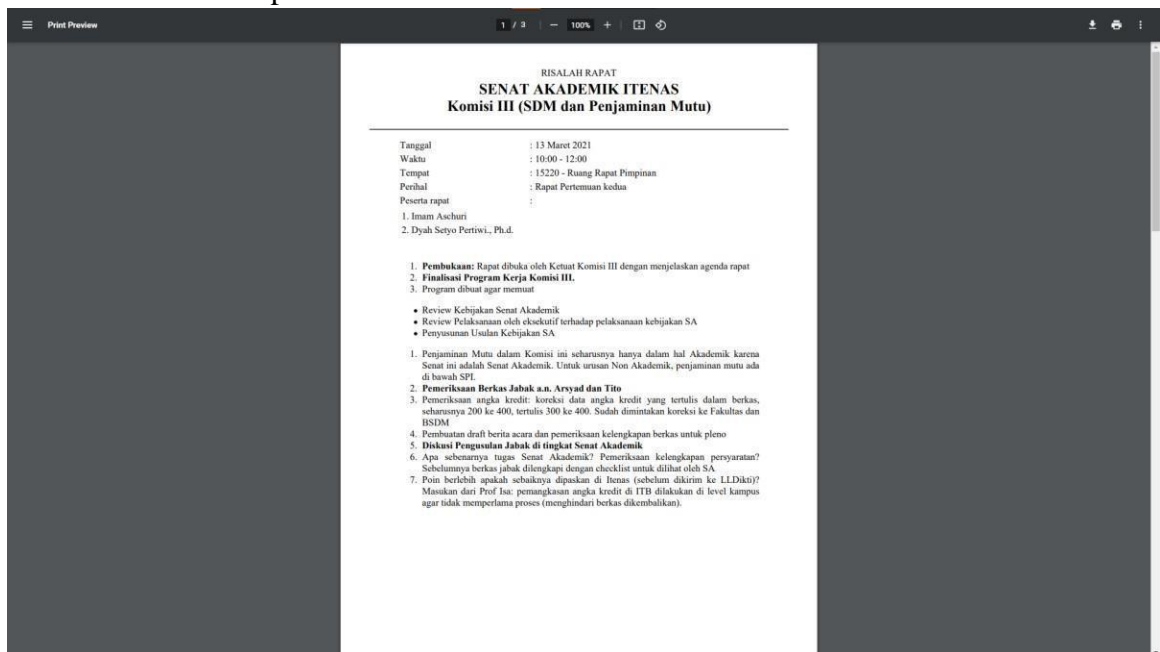 Print Preview
1 / 3
100%
RISALAH RAPAT
SENAT AKADEMIK ITENAS
Komisi III (SDM dan Penjaminan Mutu)
Tanggal : 13 Maret 2021
Waktu : 10:00 - 12:00
Tempat : 15220 - Ruang Rapat Pimpinan
Perihal : Rapat Pertemuan kedua
Peserta rapat :
1. Imam Aschuri
2. Dyah Setyo Pertiwi., Ph.d.
1. Pembukaan: Rapat dibuka oleh Ketuat Komisi III dengan menjelaskan agenda rapat
2. Finalisasi Program Kerja Komisi III.
3. Program dibuat agar memuat
• Review Kebijakan Senat Akademik
• Review Pelaksanaan oleh eksekutif terhadap pelaksanaan kebijakan SA
• Penyusunan Usulan Kebijakan SA
1. Penjaminan Mutu dalam Komisi ini seharusnya hanya dalam hal Akademik karena
Senat ini adalah Senat Akademik. Untuk urusan Non Akademik, penjaminan mutu ada
di bawah SPI.
2. Pemeriksaan Berkas Jabak a.n. Arsyad dan Tito
3. Pemeriksaan angka kredit: koreksi data angka kredit yang tertulis dalam berkas,
seharusnya 200 ke 400, tertulis 300 ke 400. Sudah dimintakan koreksi ke Fakultas dan
BSDM
4. Pembuatan draft berita acara dan pemeriksaan kelengkapan berkas untuk pleno
5. Diskusi Pengusulan Jabak di tingkat Senat Akademik
6. Apa sebenarnya tugas Senat Akademik? Pemeriksaan kelengkapan persyaratan?
Sebelumnya berkas jabak dilengkapi dengan checklist untuk dilihat oleh SA
7. Poin berlebih apakah sebaiknya dipaskan di Itenas (sebelum dikirim ke LLDikti)?
Masukan dari Prof Isa: pemangkasan angka kredit di ITB dilakukan di level kampus
agar tidak memperlama proses (menghindari berkas dikembalikan).